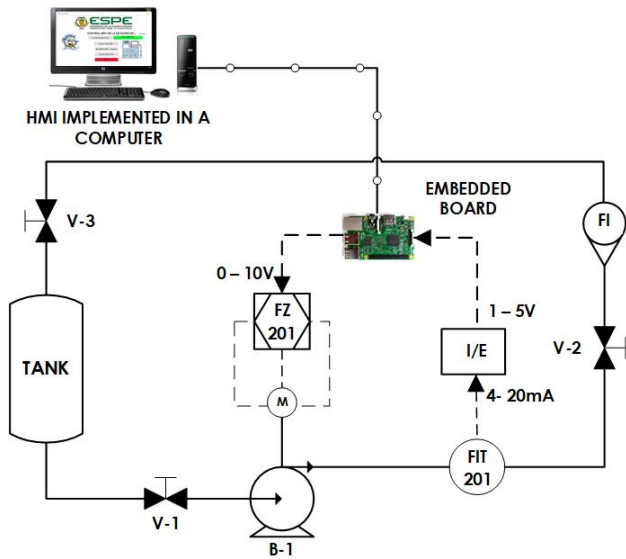 ESPE
HMI IMPLEMENTED IN A
COMPUTER
V-3
EMBEDDED
BOARD
FI
0 – 10V
FZ
201
1 – 5V
I/E
V-2
TANK
M
4- 20mA
FIT
201
V-1
B-1